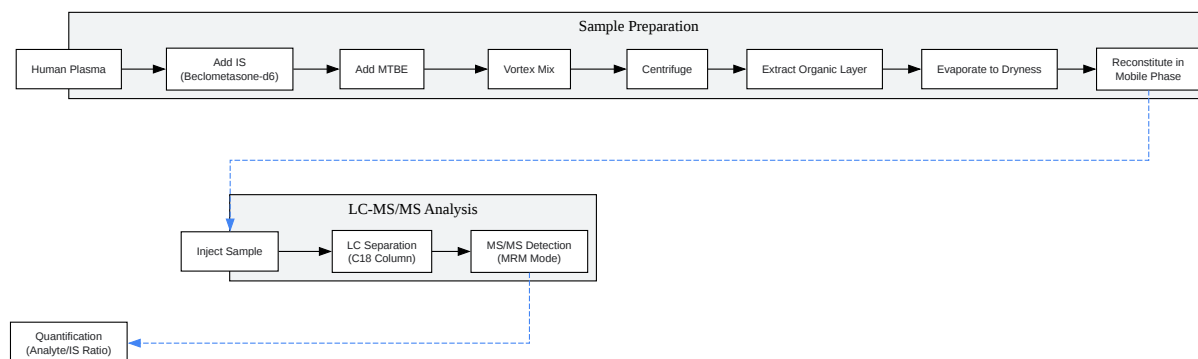 Sample Preparation
Human Plasma
Add IS
(Beclometasone-d6)
Add MTBE
Vortex Mix
Centrifuge
Extract Organic Layer
Evaporate to Dryness
Reconstitute in
Mobile Phase
LC-MS/MS Analysis
Inject Sample
LC Separation
(C18 Column)
MS/MS Detection
(MRM Mode)
Quantification
(Analyte/IS Ratio)